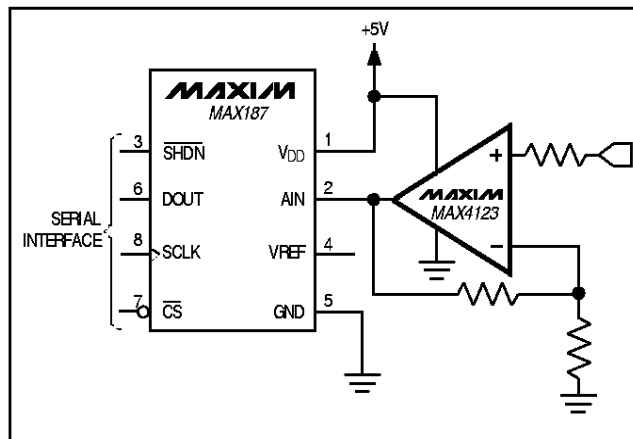 +5V
MAXIM
MAX187
3
SHDN
VDD
1
6
DOUT
AIN
2
8
SCLK
VREF
4
7
CS
GND
5
SERIAL
INTERFACE
+
MAXIM
MAX4123
−